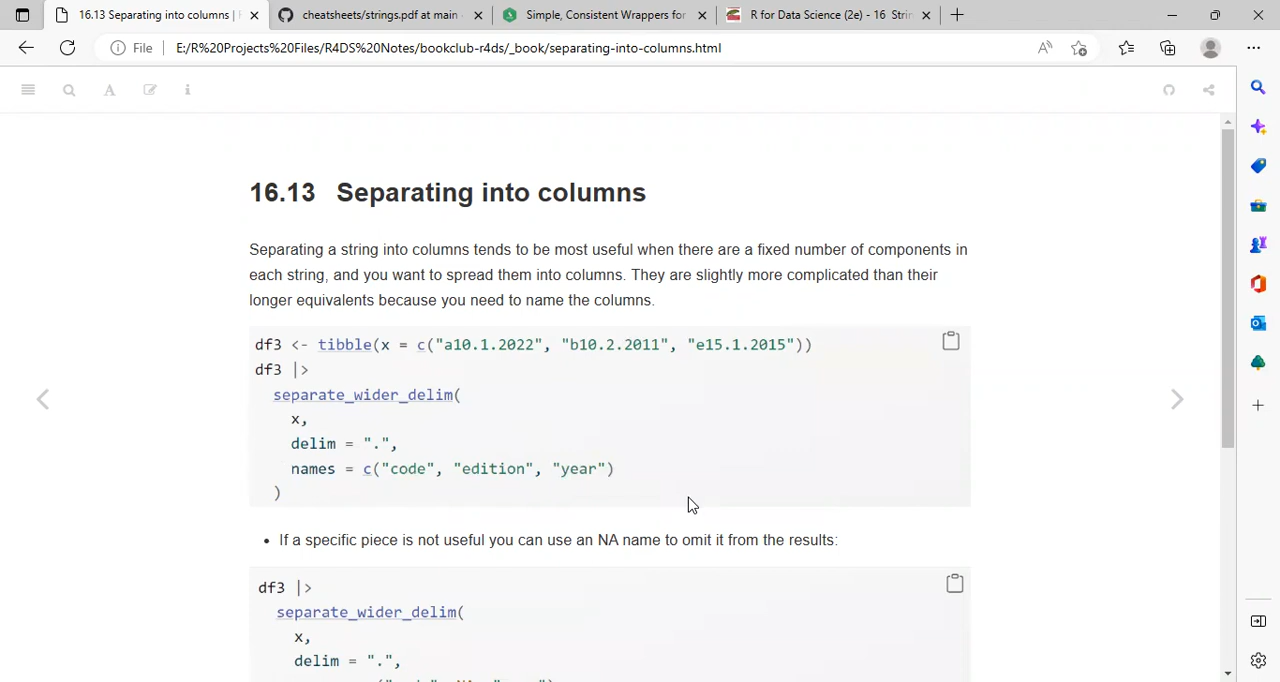 16.13 Separating into columns |
cheatsheets/strings.pdf at main ·
Simple, Consistent Wrappers for
R for Data Science (2e) - 16 Strin
File
E:/R%20Projects%20Files/R4DS%20Notes/bookclub-r4ds/_book/separating-into-columns.html
16.13 Separating into columns
Separating a string into columns tends to be most useful when there are a fixed number of components in
each string, and you want to spread them into columns. They are slightly more complicated than their
longer equivalents because you need to name the columns.
df3 <- tibble(x = c("a10.1.2022", "b10.2.2011", "e15.1.2015"))
df3 |>
separate_wider_delim(
x,
delim = ".",
names = c("code", "edition", "year")
)
• If a specific piece is not useful you can use an NA name to omit it from the results:
df3 |>
separate_wider_delim(
x,
delim = ".",